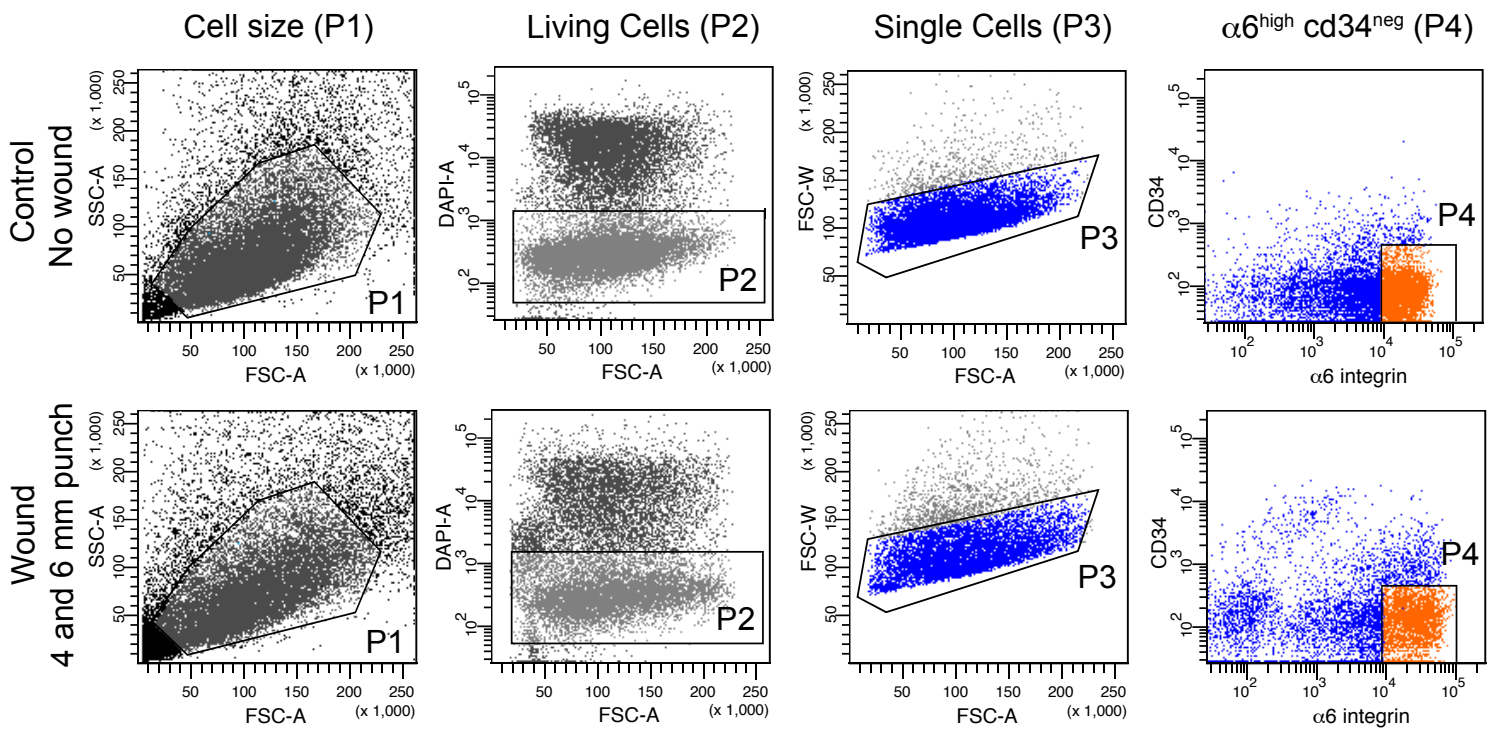 Cell size (P1)
Living Cells (P2)
Single Cells (P3)
α6high cd34neg (P4)
Control
No wound
(x 1,000)
SSC-A
250
200
150
100
50
P1
50 100 150 200 250
FSC-A
(x 1,000)
DAPI-A
10^5
10^4
10^3
10^2
P2
50 100 150 200 250
FSC-A
(x 1,000)
(x 1,000)
FSC-W
250
200
150
100
50
P3
50 100 150 200 250
FSC-A
(x 1,000)
CD34
10^5
10^4
10^3
10^2
P4
10^2 10^3 10^4 10^5
α6 integrin
Wound
4 and 6 mm punch
(x 1,000)
SSC-A
250
200
150
100
50
P1
50 100 150 200 250
FSC-A
(x 1,000)
DAPI-A
10^5
10^4
10^3
10^2
P2
50 100 150 200 250
FSC-A
(x 1,000)
(x 1,000)
FSC-W
250
200
150
100
50
P3
50 100 150 200 250
FSC-A
(x 1,000)
CD34
10^5
10^4
10^3
10^2
P4
10^2 10^3 10^4 10^5
α6 integrin